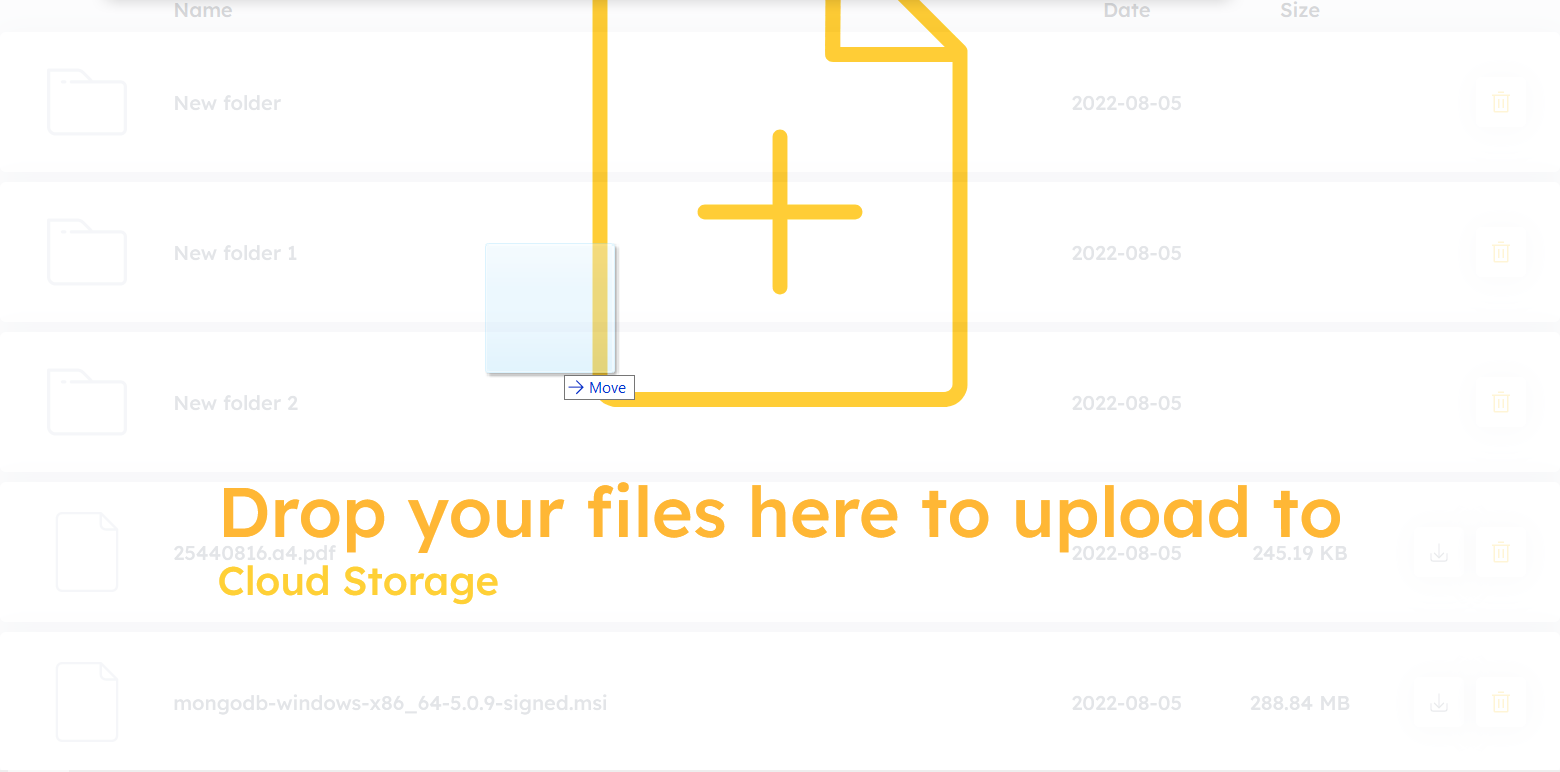 Name Date Size
New folder 2022-08-05
New folder 1 2022-08-05
Move
New folder 2 2022-08-05
Drop your files here to upload to
25440816.a4.pdf 2022-08-05 245.19 KB
Cloud Storage
mongodb-windows-x86_64-5.0.9-signed.msi 2022-08-05 288.84 MB